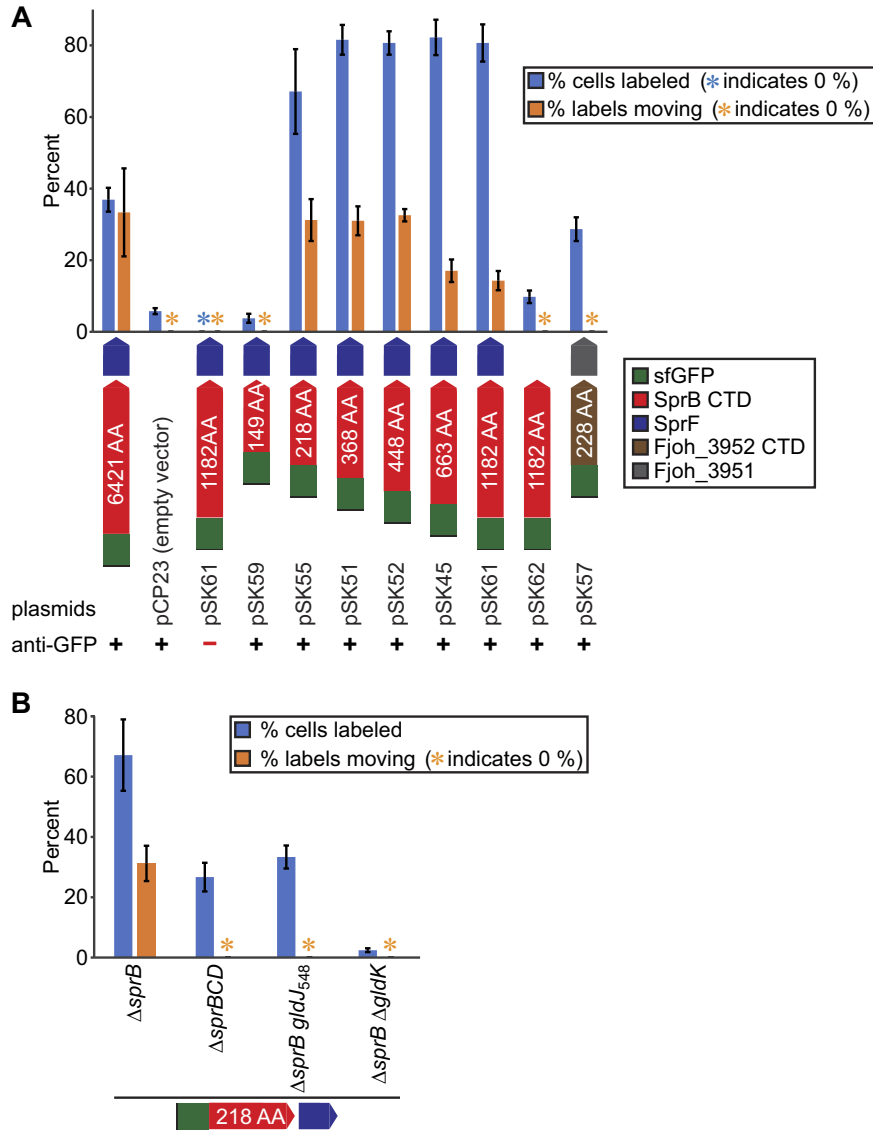 A
80
60
40
20
0
Percent
% cells labeled (* indicates 0 %)
% labels moving (* indicates 0 %)
* ** * * *
6421 AA
1182AA
149 AA
218 AA
368 AA
448 AA
663 AA
1182 AA
1182 AA
228 AA
sfGFP
SprB CTD
SprF
Fjoh_3952 CTD
Fjoh_3951
pCP23 (empty vector)
pSK61
pSK59
pSK55
pSK51
pSK52
pSK45
pSK61
pSK62
pSK57
plasmids
anti-GFP + + − + + + + + + + +
B
80
60
40
20
0
Percent
% cells labeled
% labels moving (* indicates 0 %)
* * *
ΔsprB
ΔsprBCD
ΔsprB gldJ548
ΔsprB ΔgldK
218 AA